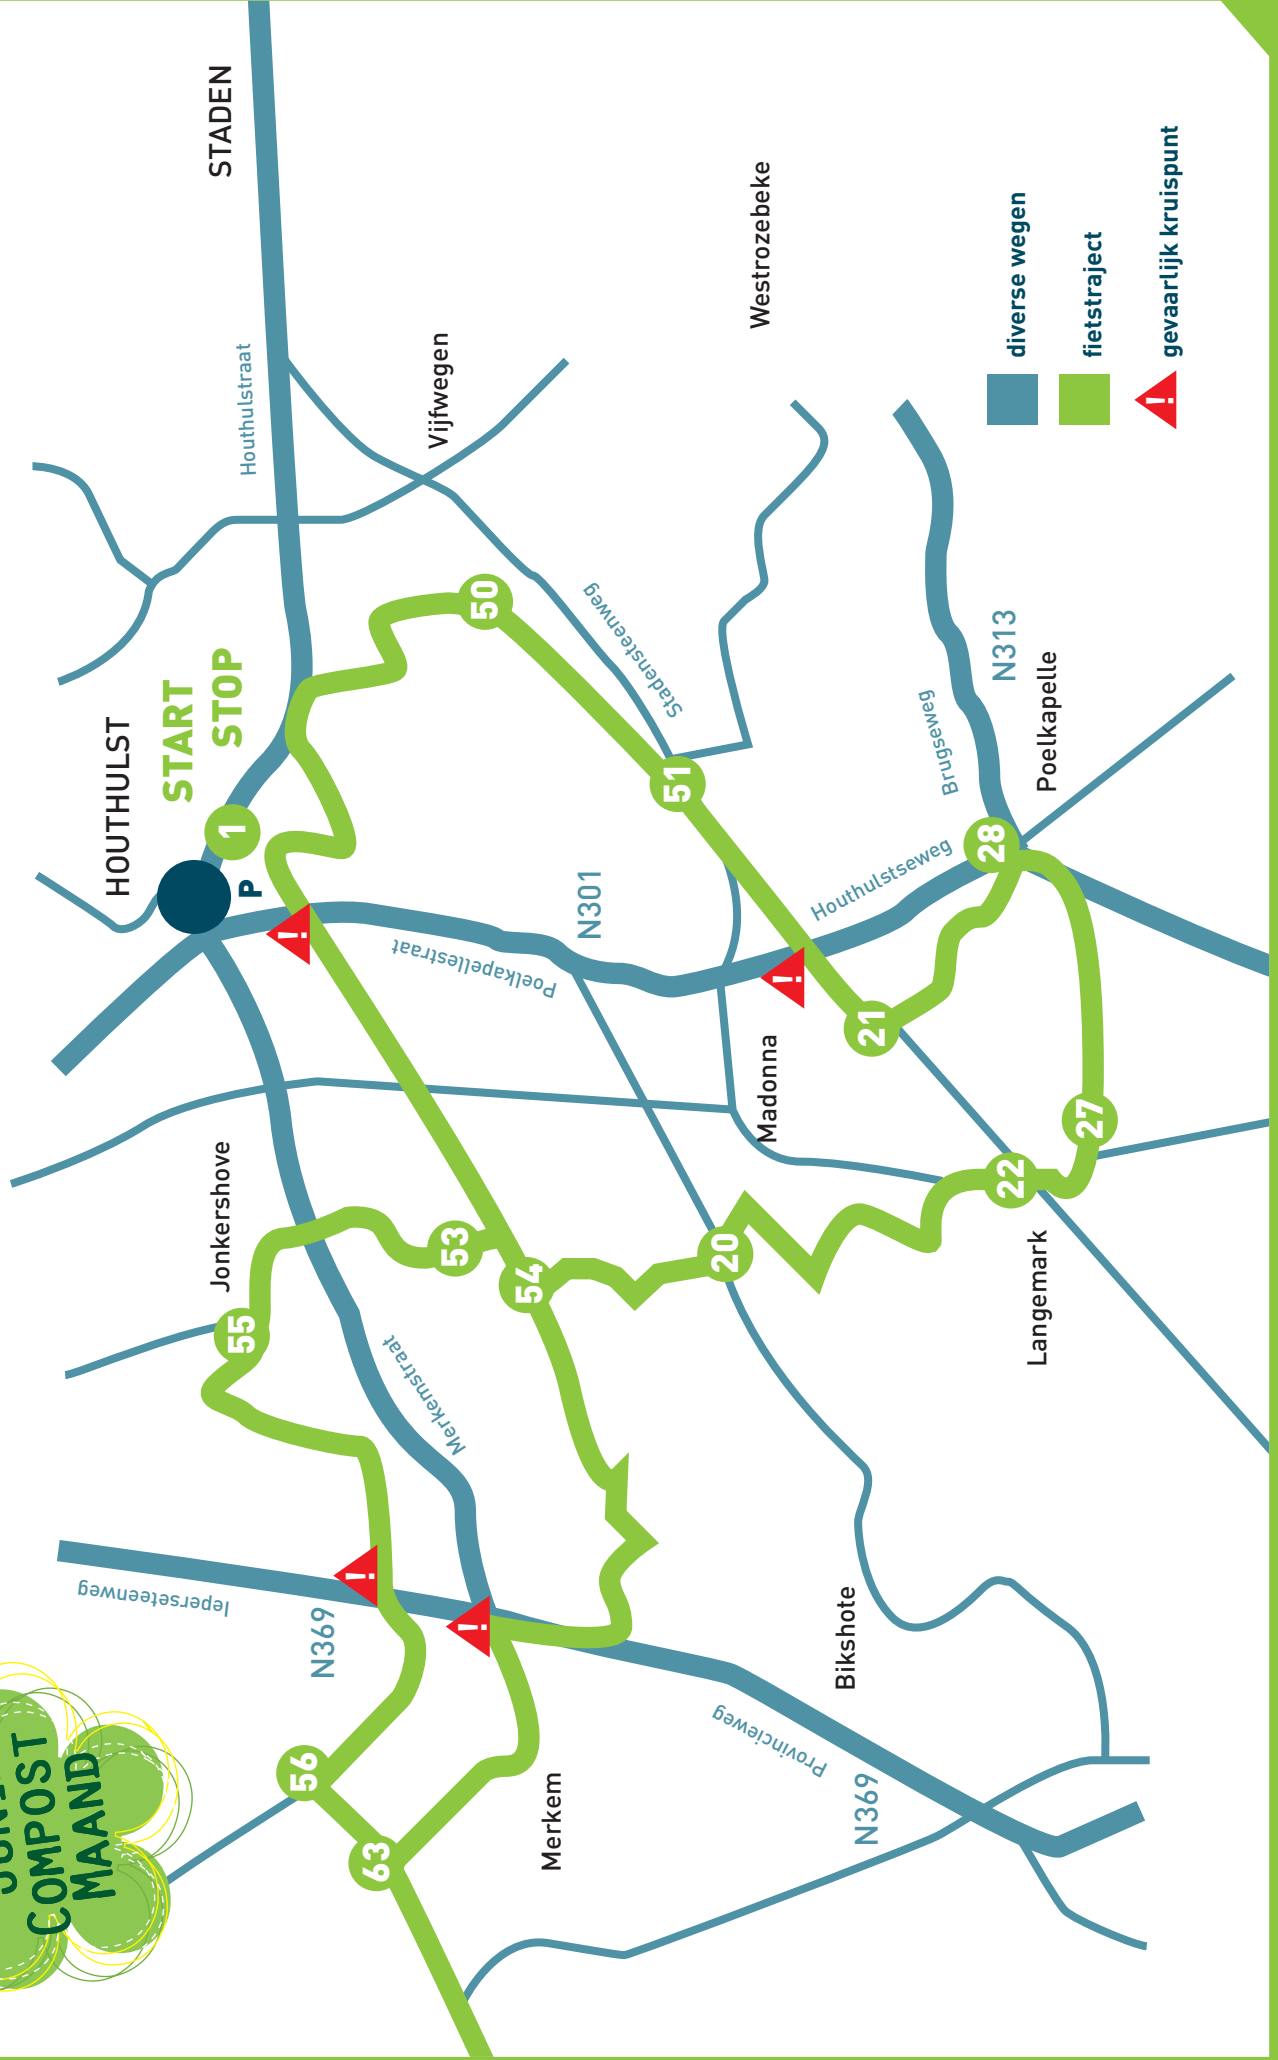 COMPOST
MAAND
HOUTHULST
START
STOP
STADEN
1
P
Houthulstraat
Vijfwegen
Jonkershove
55
Ieperseteenweg
N369
56
63
Merkemstraat
53
54
Poelkapellestraat
N301
50
Stadensteenweg
51
Westrozebeke
Merkem
20
Madonna
21
Houthulstseweg
Brugseweg
N313
28
Poelkapelle
Provincieweg
N369
Bikshote
Langemark
22
27
diverse wegen
fietstraject
! gevaarlijk kruispunt
!
!
!
!